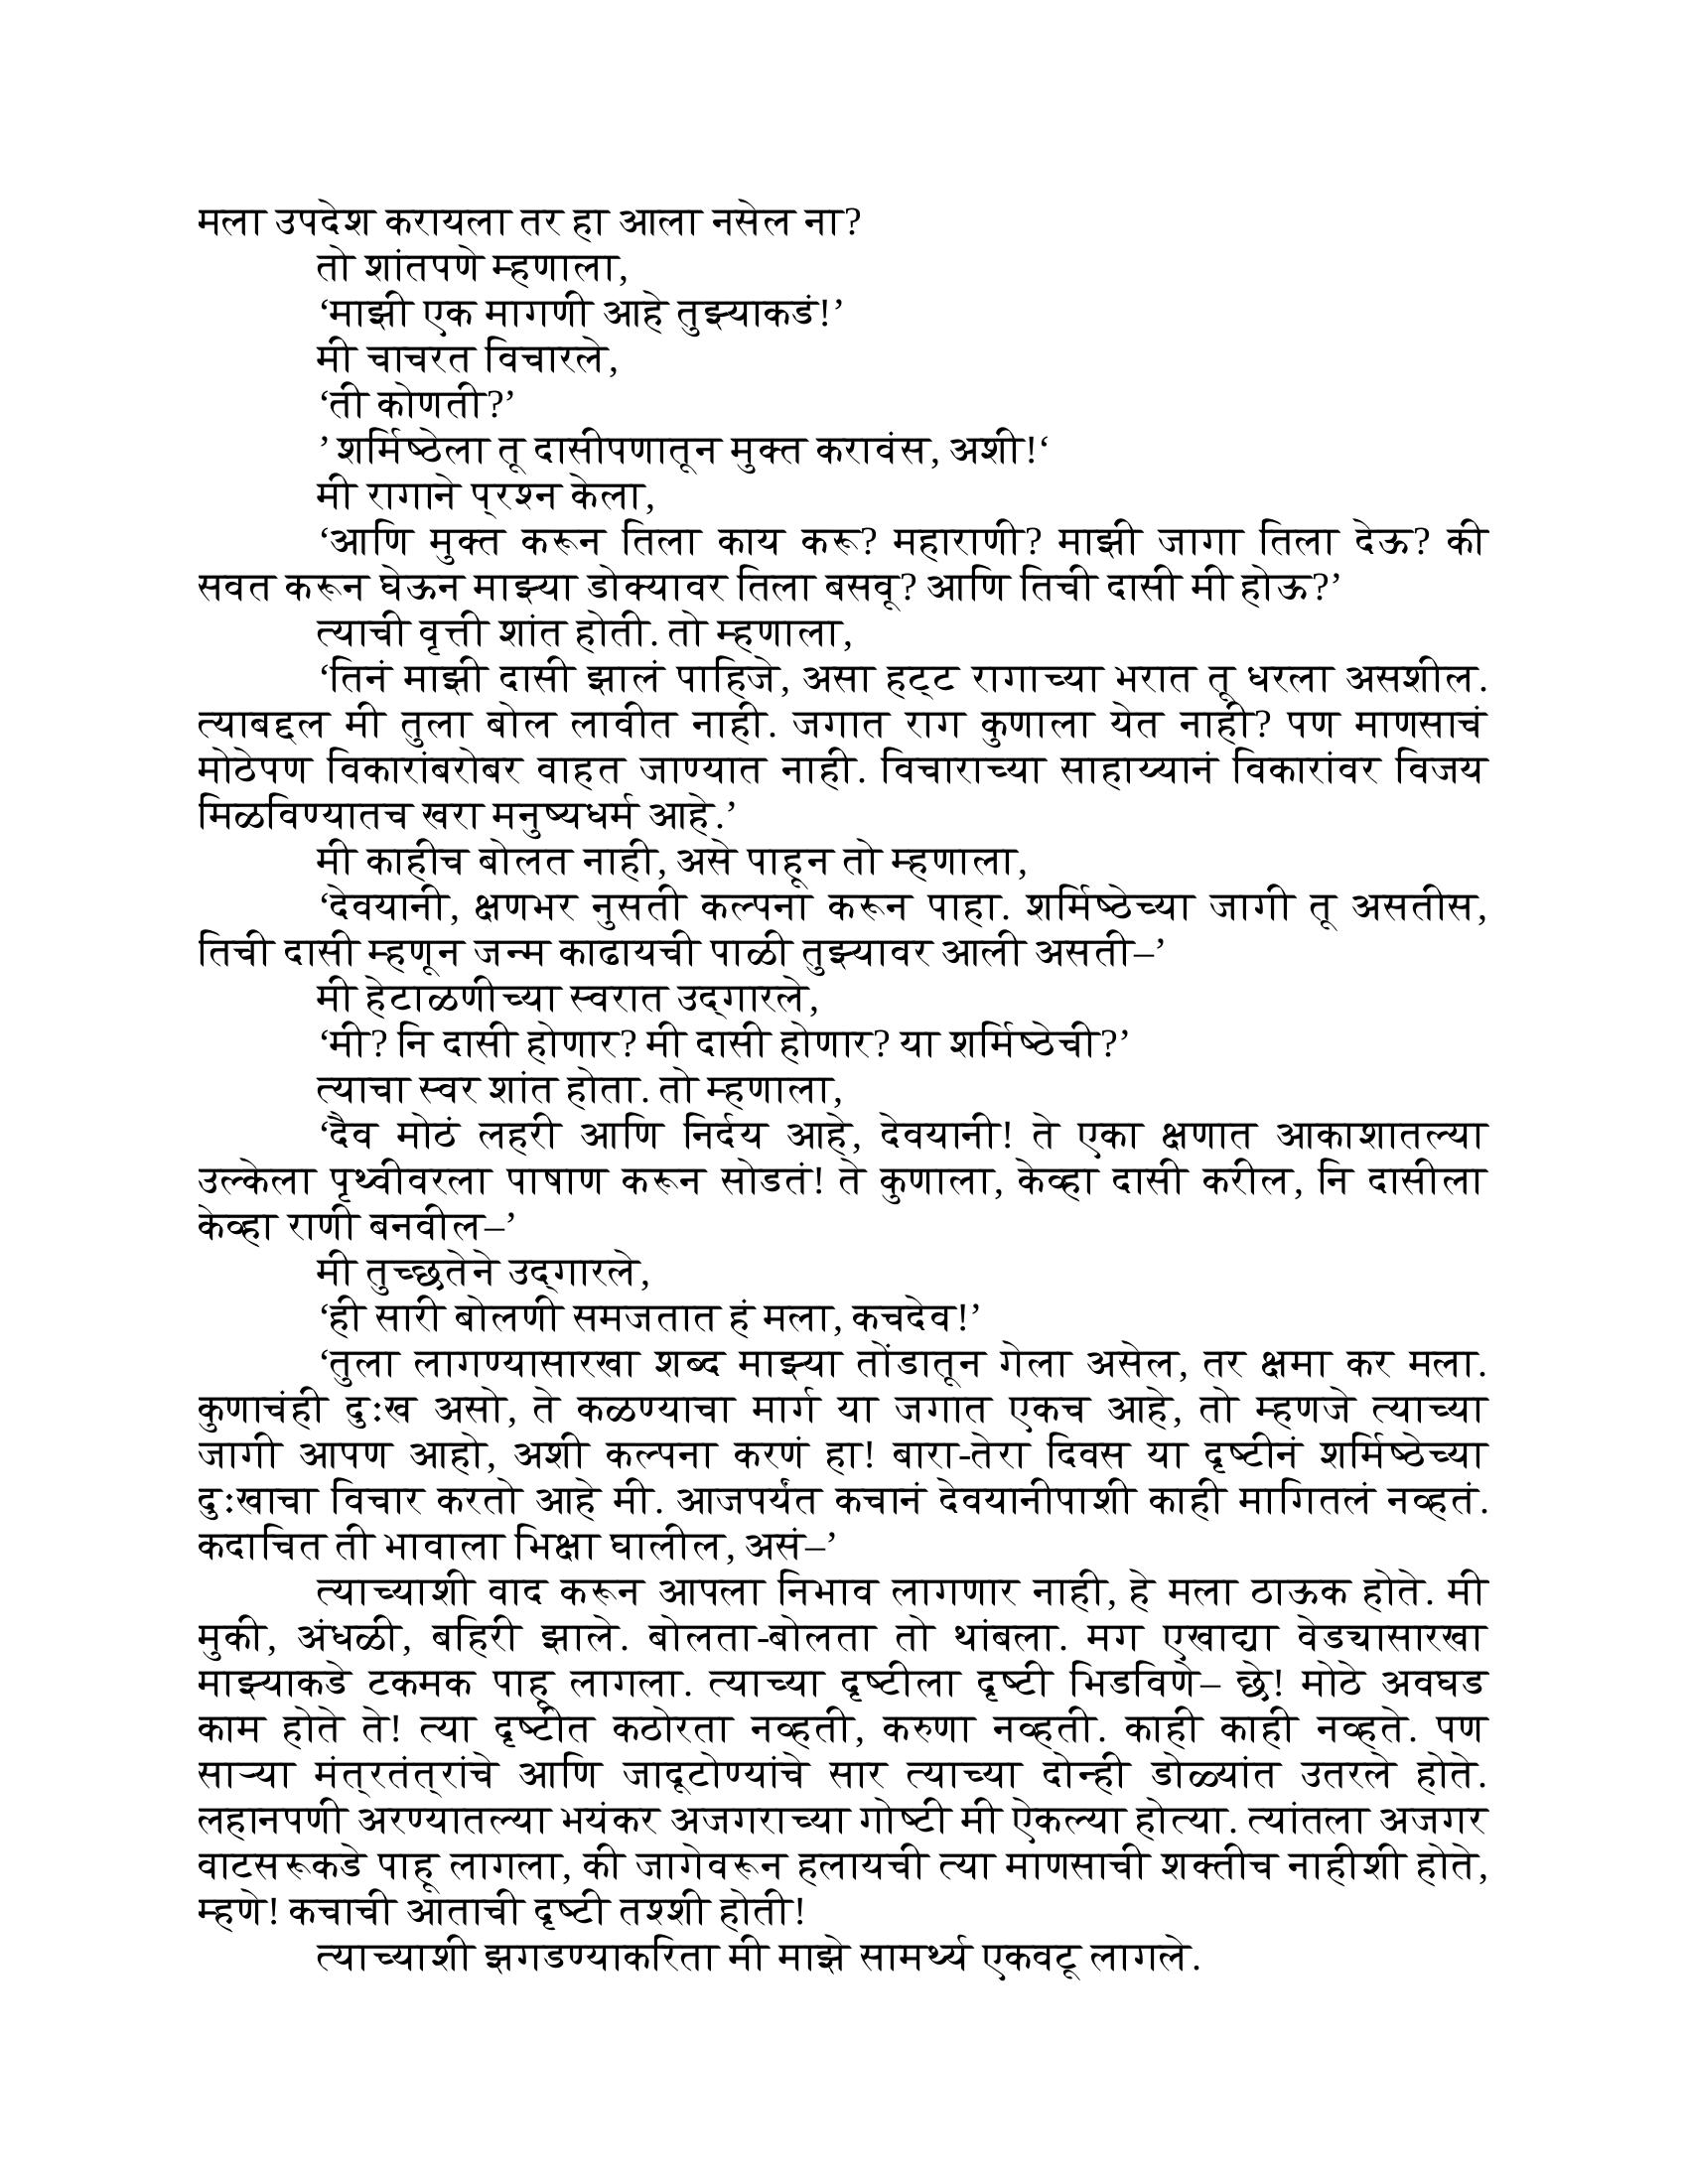 मला उपदेश करायला तर हा आला नसेल ना?
तो शांतपणे म्हणाला,
‘माझी एक मागणी आहे तुझ्याकडं!’
मी चाचरत विचारले,
‘ती कोणती?’
’ शर्मिष्ठेला तू दासीपणातून मुक्त करावंस, अशी!‘
मी रागाने प्रश्न केला,
‘आणि मुक्त करून तिला काय करू? महाराणी? माझी जागा तिला देऊ? की
सवत करून घेऊन माझ्या डोक्यावर तिला बसवू? आणि तिची दासी मी होऊ?’
त्याची वृत्ती शांत होती. तो म्हणाला,
‘तिनं माझी दासी झालं पाहिजे, असा हट्ट रागाच्या भरात तू धरला असशील.
त्याबद्दल मी तुला बोल लावीत नाही. जगात राग कुणाला येत नाही? पण माणसाचं
मोठेपण विकारांबरोबर वाहत जाण्यात नाही. विचाराच्या साहाय्यानं विकारांवर विजय
मिळविण्यातच खरा मनुष्यधर्म आहे.’
मी काहीच बोलत नाही, असे पाहून तो म्हणाला,
‘देवयानी, क्षणभर नुसती कल्पना करून पाहा. शर्मिष्ठेच्या जागी तू असतीस,
तिची दासी म्हणून जन्म काढायची पाळी तुझ्यावर आली असती–’
मी हेटाळणीच्या स्वरात उद्‌गारले,
‘मी? नि दासी होणार? मी दासी होणार? या शर्मिष्ठेची?’
त्याचा स्वर शांत होता. तो म्हणाला,
‘दैव मोठं लहरी आणि निर्दय आहे, देवयानी! ते एका क्षणात आकाशातल्या
उल्केला पृथ्वीवरला पाषाण करून सोडतं! ते कुणाला, केव्हा दासी करील, नि दासीला
केव्हा राणी बनवील–’
मी तुच्छतेने उद्‌गारले,
‘ही सारी बोलणी समजतात हं मला, कचदेव!’
‘तुला लागण्यासारखा शब्द माझ्या तोंडातून गेला असेल, तर क्षमा कर मला.
कुणाचंही दुःख असो, ते कळण्याचा मार्ग या जगात एकच आहे, तो म्हणजे त्याच्या
जागी आपण आहो, अशी कल्पना करणं हा! बारा-तेरा दिवस या दृष्टीनं शर्मिष्ठेच्या
दुःखाचा विचार करतो आहे मी. आजपर्यंत कचानं देवयानीपाशी काही मागितलं नव्हतं.
कदाचित ती भावाला भिक्षा घालील, असं–’
त्याच्याशी वाद करून आपला निभाव लागणार नाही, हे मला ठाऊक होते. मी
मुकी, अंधळी, बहिरी झाले. बोलता-बोलता तो थांबला. मग एखाद्या वेड्यासारखा
माझ्याकडे टकमक पाहू लागला. त्याच्या दृष्टीला दृष्टी भिडविणे– छे! मोठे अवघड
काम होते ते! त्या दृष्टीत कठोरता नव्हती, करुणा नव्हती. काही काही नव्हते. पण
साऱ्या मंत्रतंत्रांचे आणि जादूटोण्यांचे सार त्याच्या दोन्ही डोळ्यांत उतरले होते.
लहानपणी अरण्यातल्या भयंकर अजगराच्या गोष्टी मी ऐकल्या होत्या. त्यांतला अजगर
वाटसरूकडे पाहू लागला, की जागेवरून हलायची त्या माणसाची शक्तीच नाहीशी होते,
म्हणे! कचाची आताची दृष्टी तश्शी होती!
त्याच्याशी झगडण्याकरिता मी माझे सामर्थ्य एकवटू लागले.